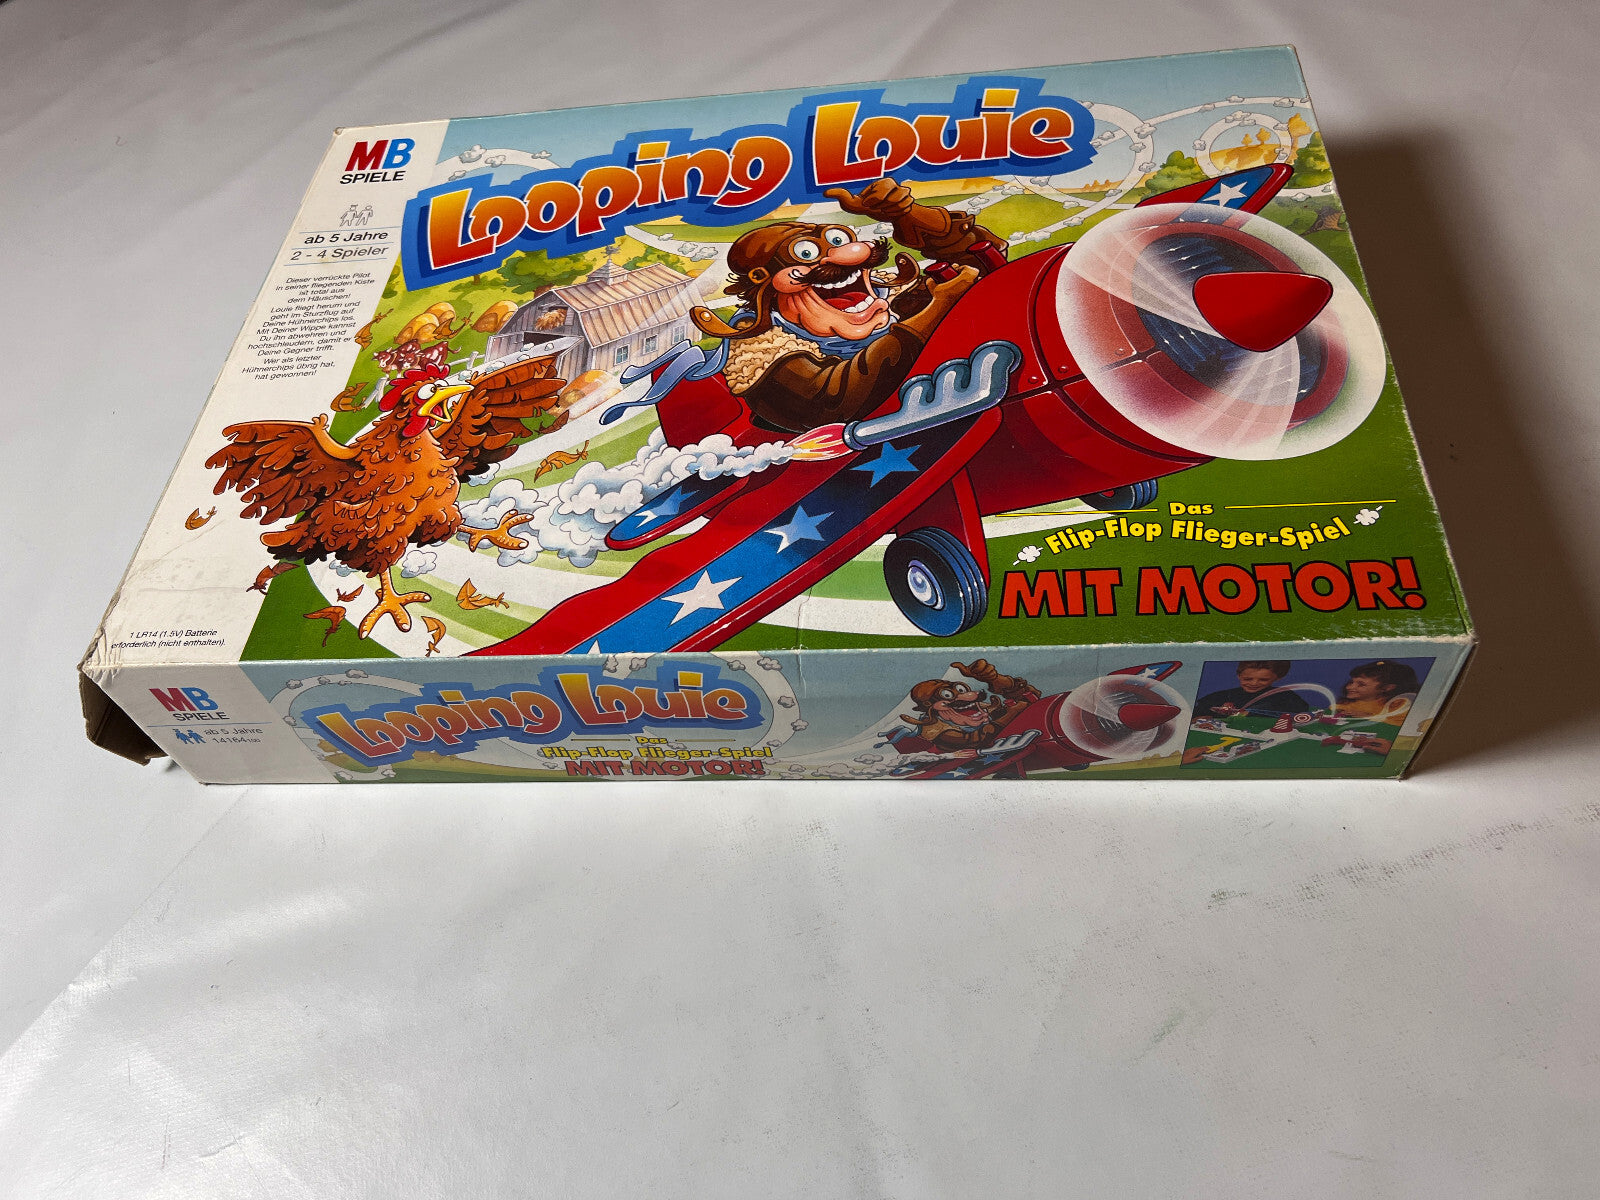 MB
SPIELE
ab 5 Jahre
2 - 4 Spieler
Dieser verrückte Pilot
in seiner fliegenden Kiste
ist total aus
dem Häuschen!
Louie fliegt herum und
geht im Sturzflug auf
Deine Hühnerchips los.
Mit Deiner Wippe kannst
Du ihn abwehren und
hochschleudern, damit er
Deine Gegner trifft.
Wer als letzter
Hühnerchips übrig hat,
hat gewonnen!
1 LR14 (1.5V) Batterie
erforderlich (nicht enthalten).
Looping Louie
Das
Flip-Flop Flieger-Spiel
MIT MOTOR!
MB
SPIELE
ab 5 Jahre
14164100
Looping Louie
Das
Flip-Flop Flieger-Spiel
MIT MOTOR!